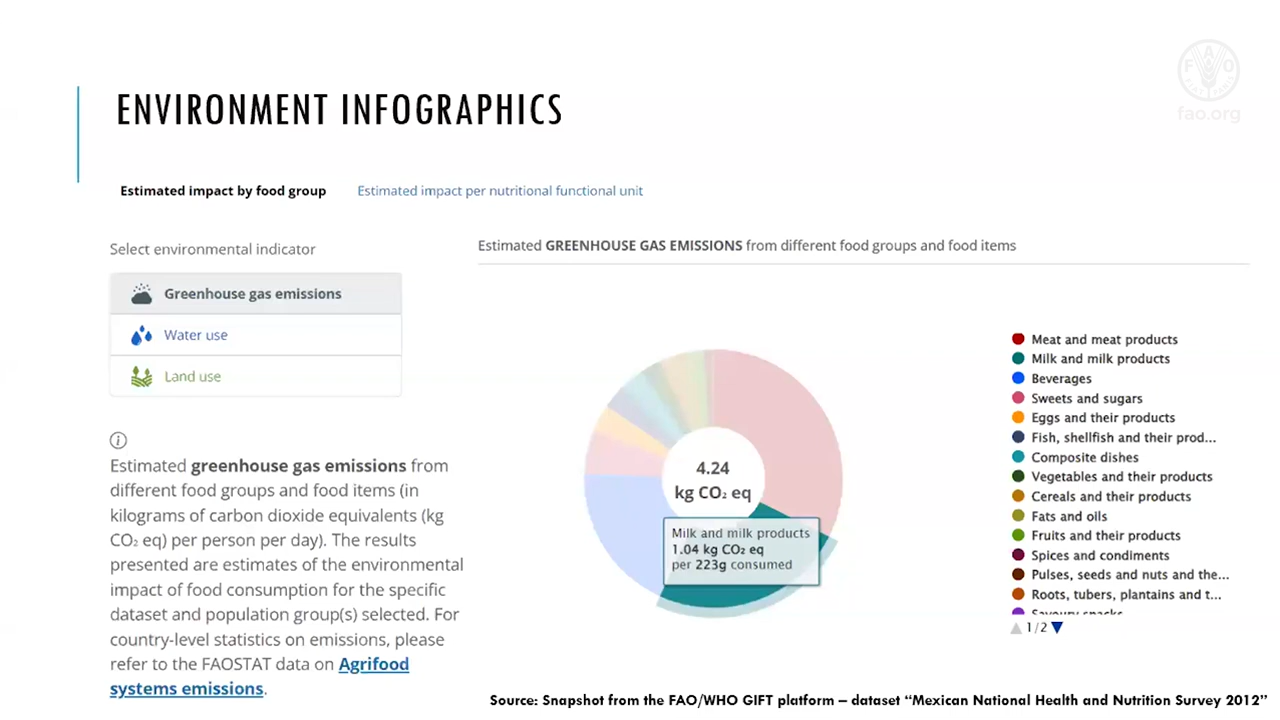 ENVIRONMENT INFOGRAPHICS
FAO
FIAT PANIS
fao.org
Estimated impact by food group
Estimated impact per nutritional functional unit
Select environmental indicator
Greenhouse gas emissions
Water use
Land use
Estimated greenhouse gas emissions from
different food groups and food items (in
kilograms of carbon dioxide equivalents (kg
CO₂ eq) per person per day). The results
presented are estimates of the environmental
impact of food consumption for the specific
dataset and population group(s) selected. For
country-level statistics on emissions, please
refer to the FAOSTAT data on Agrifood
systems emissions.
Estimated GREENHOUSE GAS EMISSIONS from different food groups and food items
4.24
kg CO₂ eq
Milk and milk products
1.04 kg CO₂ eq
per 223g consumed
Meat and meat products
Milk and milk products
Beverages
Sweets and sugars
Eggs and their products
Fish, shellfish and their prod...
Composite dishes
Vegetables and their products
Cereals and their products
Fats and oils
Fruits and their products
Spices and condiments
Pulses, seeds and nuts and the...
Roots, tubers, plantains and t...
Savoury snacks
1/2
Source: Snapshot from the FAO/WHO GIFT platform – dataset “Mexican National Health and Nutrition Survey 2012”